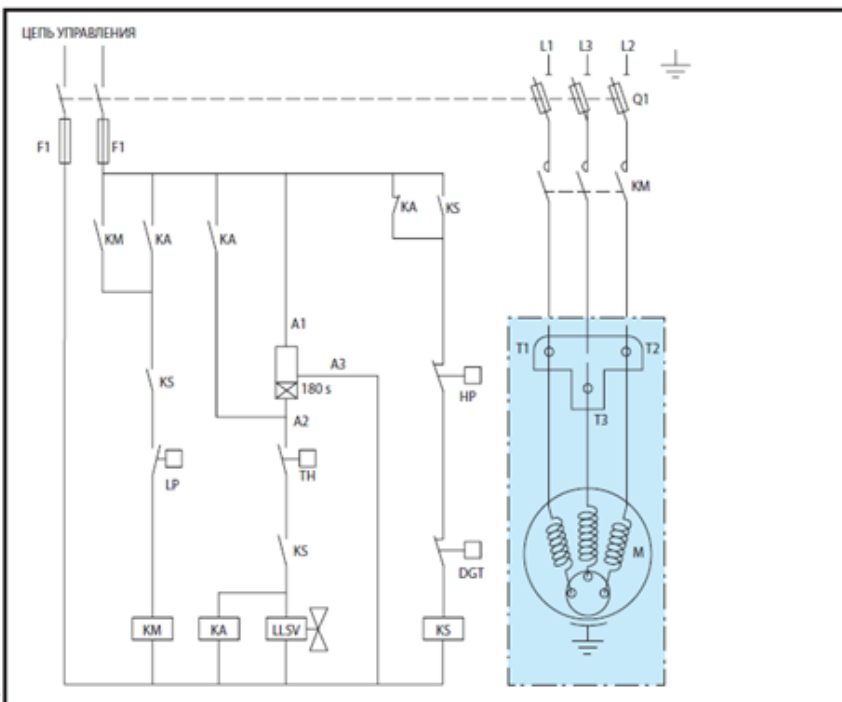 ЦЕПЬ УПРАВЛЕНИЯ
L1 L3 L2
Q1
F1 F1
KM
KA KS
KM KA KA
A1
T1 T2
A3
KS 180 s HP
A2 T3
LP TH
KS M
DGT
KM KA LLSV KS